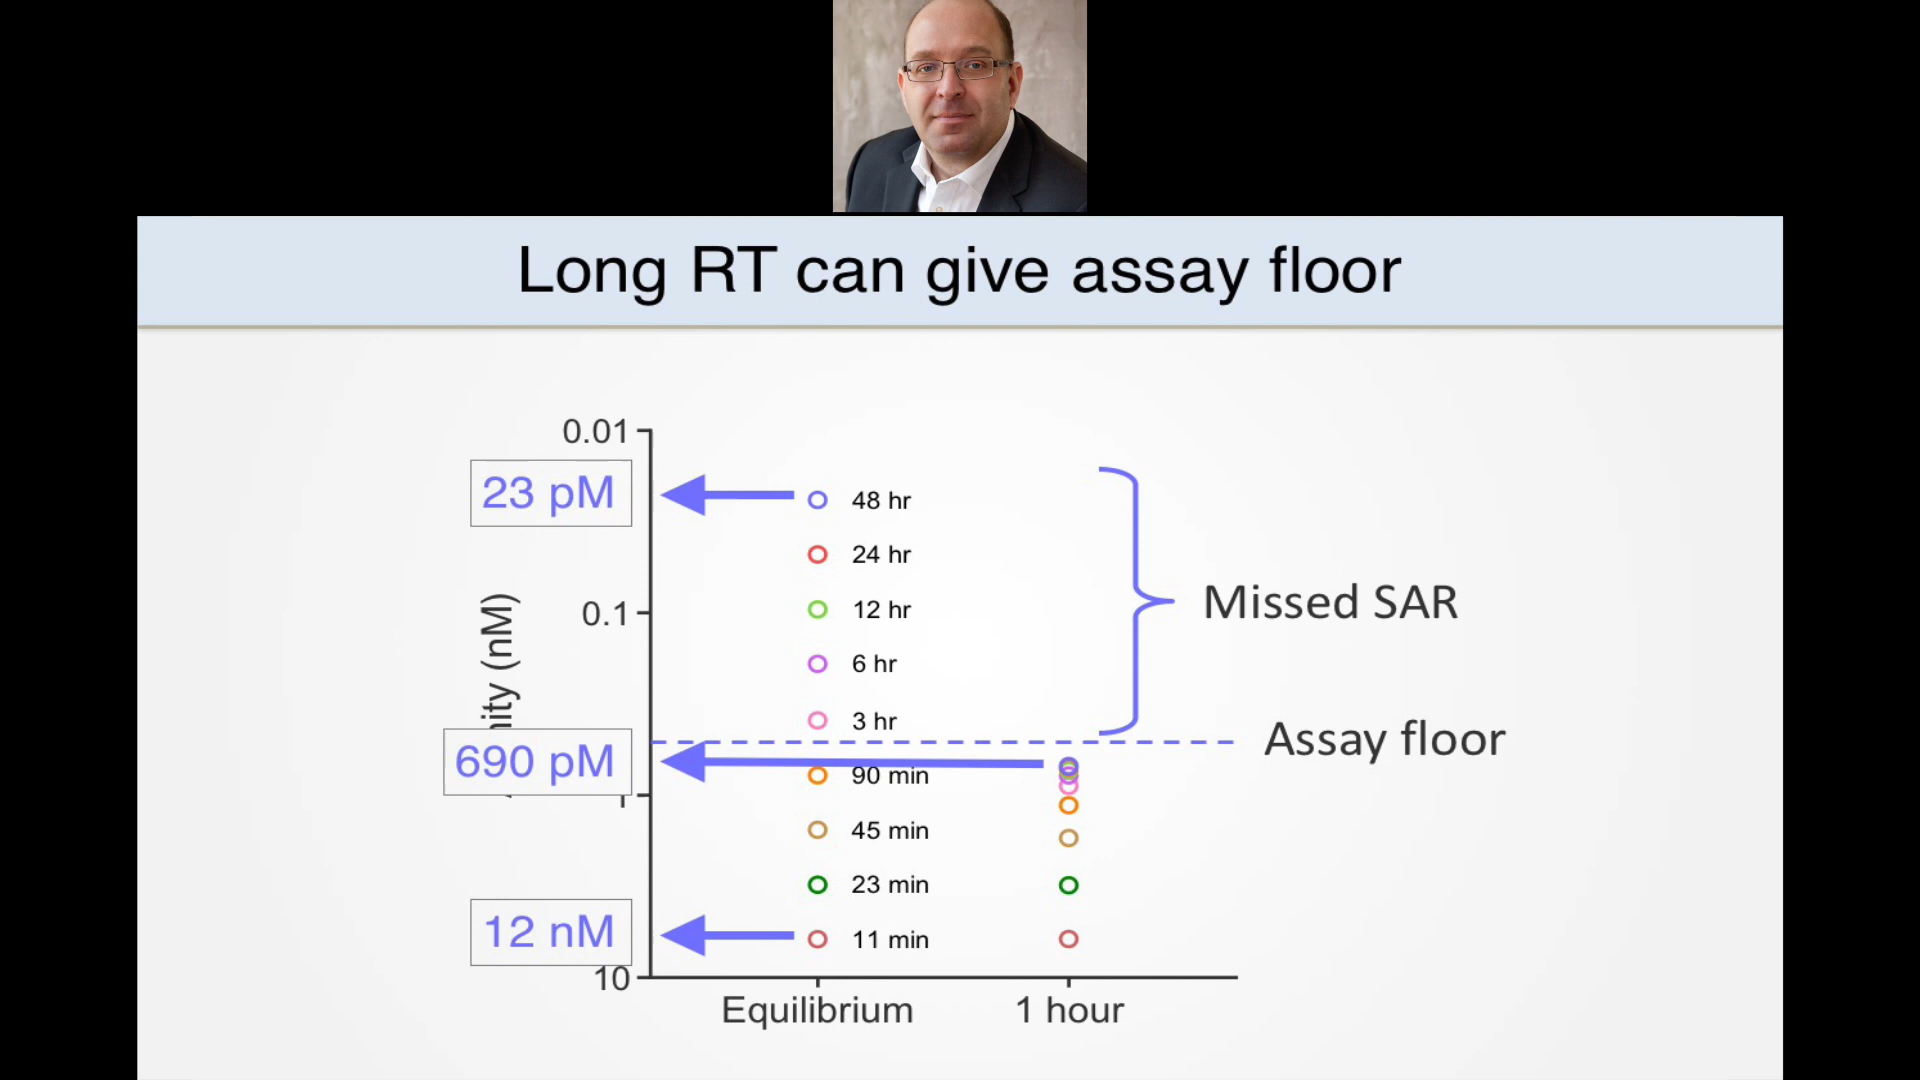 Long RT can give assay floor
0.01
23 pM
48 hr
24 hr
0.1
12 hr
6 hr
3 hr
Missed SAR
(nM)
Assay floor
690 pM
90 min
45 min
23 min
12 nM
11 min
10
Equilibrium
1 hour